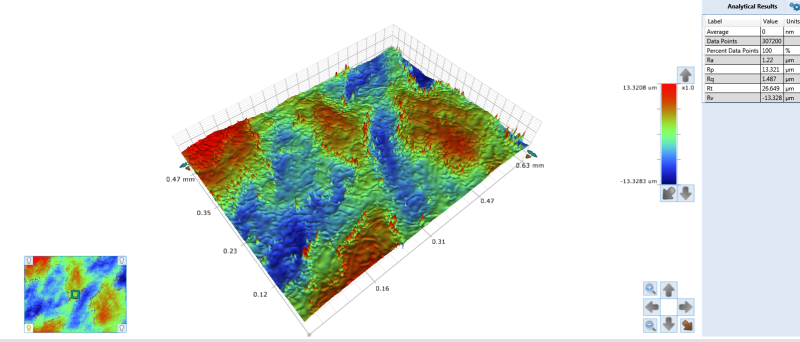 Analytical Results
Label Value Units
Average 0 nm
Data Points 307200
Percent Data Points 100 %
Ra 1.22 µm
Rp 13.321 µm
Rq 1.487 µm
Rt 26.649 µm
Rv -13.328 µm
13.3208 um x1.0
-13.3283 um
0.47 mm
0.35
0.23
0.12
0.63 mm
0.47
0.31
0.16